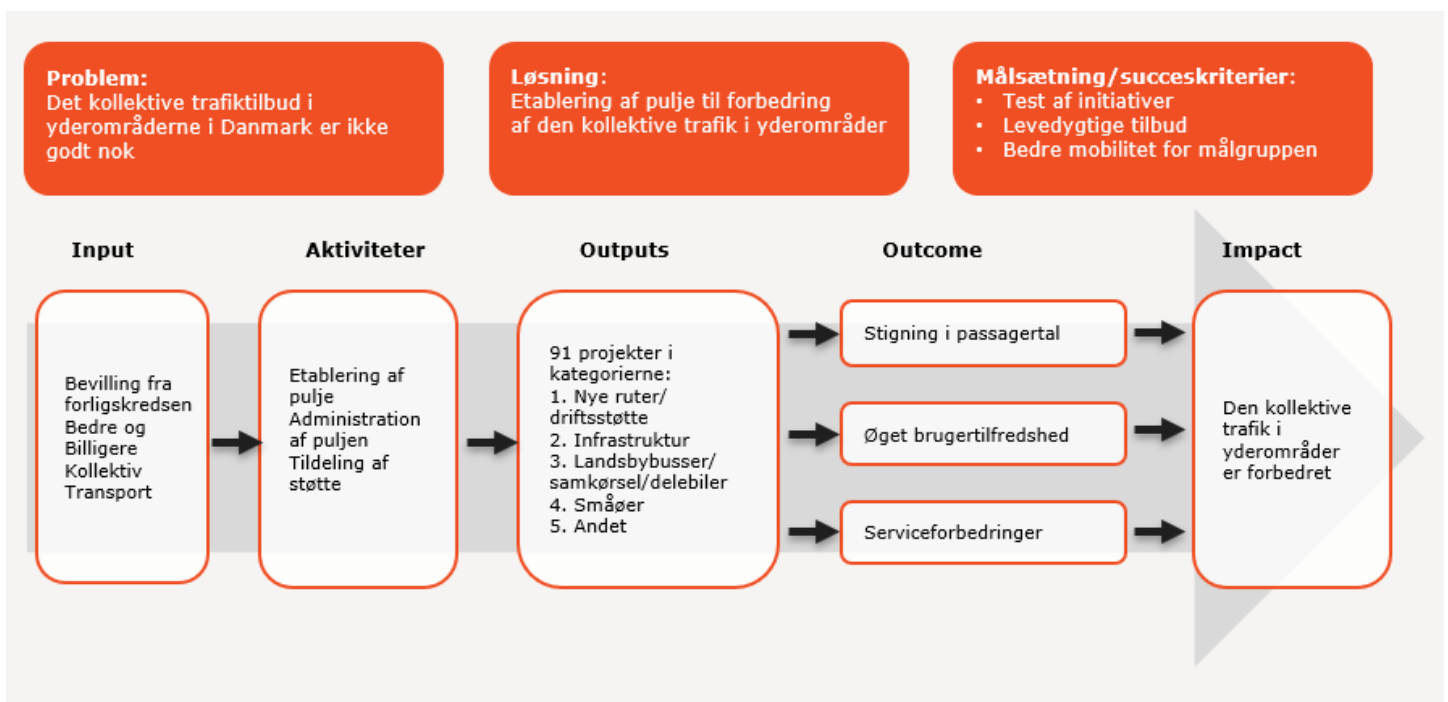 Problem:
Det kollektive trafiktilbud i
yderområderne i Danmark er ikke
godt nok
Løsning:
Etablering af pulje til forbedring
af den kollektive trafik i yderområder
Målsætning/succeskriterier:
• Test af initiativer
• Levedygtige tilbud
• Bedre mobilitet for målgruppen
Input
Aktiviteter
Outputs
Outcome
Impact
Bevilling fra
forligskredsen
Bedre og
Billigere
Kollektiv
Transport
Etablering af
pulje
Administration
af puljen
Tildeling af
støtte
91 projekter i
kategorierne:
1. Nye ruter/
driftsstøtte
2. Infrastruktur
3. Landsbybusser/
samkørsel/delebiler
4. Småøer
5. Andet
Stigning i passagertal
Øget brugertilfredshed
Serviceforbedringer
Den kollektive
trafik i
yderområder
er forbedret